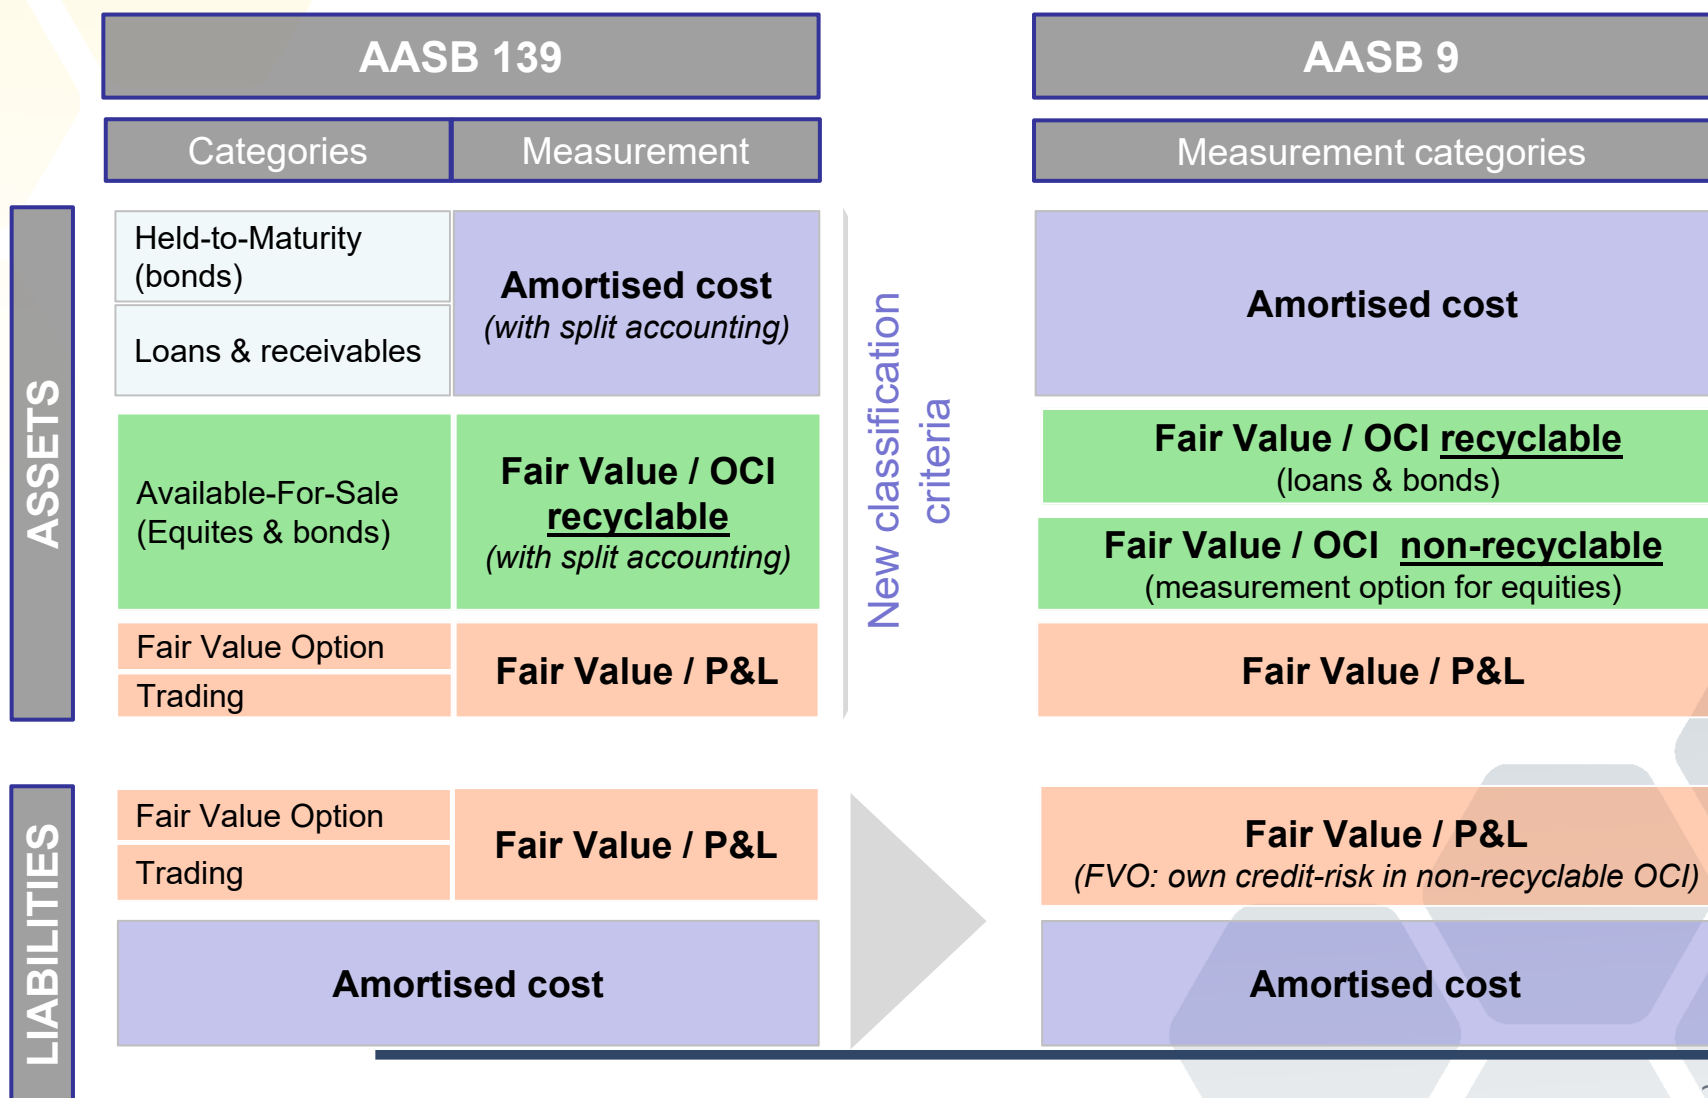 AASB 139
AASB 9
Categories
Measurement
Measurement categories
ASSETS
Held-to-Maturity
(bonds)
Loans & receivables
Amortised cost
(with split accounting)
Available-For-Sale
(Equites & bonds)
Fair Value / OCI
recyclable
(with split accounting)
Fair Value Option
Trading
Fair Value / P&L
New classification
criteria
Amortised cost
Fair Value / OCI recyclable
(loans & bonds)
Fair Value / OCI non-recyclable
(measurement option for equities)
Fair Value / P&L
LIABILITIES
Fair Value Option
Trading
Fair Value / P&L
Amortised cost
Fair Value / P&L
(FVO: own credit-risk in non-recyclable OCI)
Amortised cost